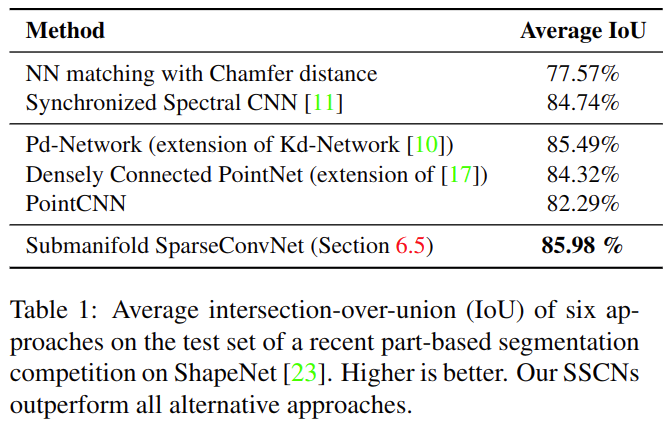 Method Average IoU
NN matching with Chamfer distance 77.57%
Synchronized Spectral CNN [11] 84.74%
Pd-Network (extension of Kd-Network [10]) 85.49%
Densely Connected PointNet (extension of [17]) 84.32%
PointCNN 82.29%
Submanifold SparseConvNet (Section 6.5) 85.98 %
Table 1: Average intersection-over-union (IoU) of six ap-
proaches on the test set of a recent part-based segmentation
competition on ShapeNet [23]. Higher is better. Our SSCNs
outperform all alternative approaches.